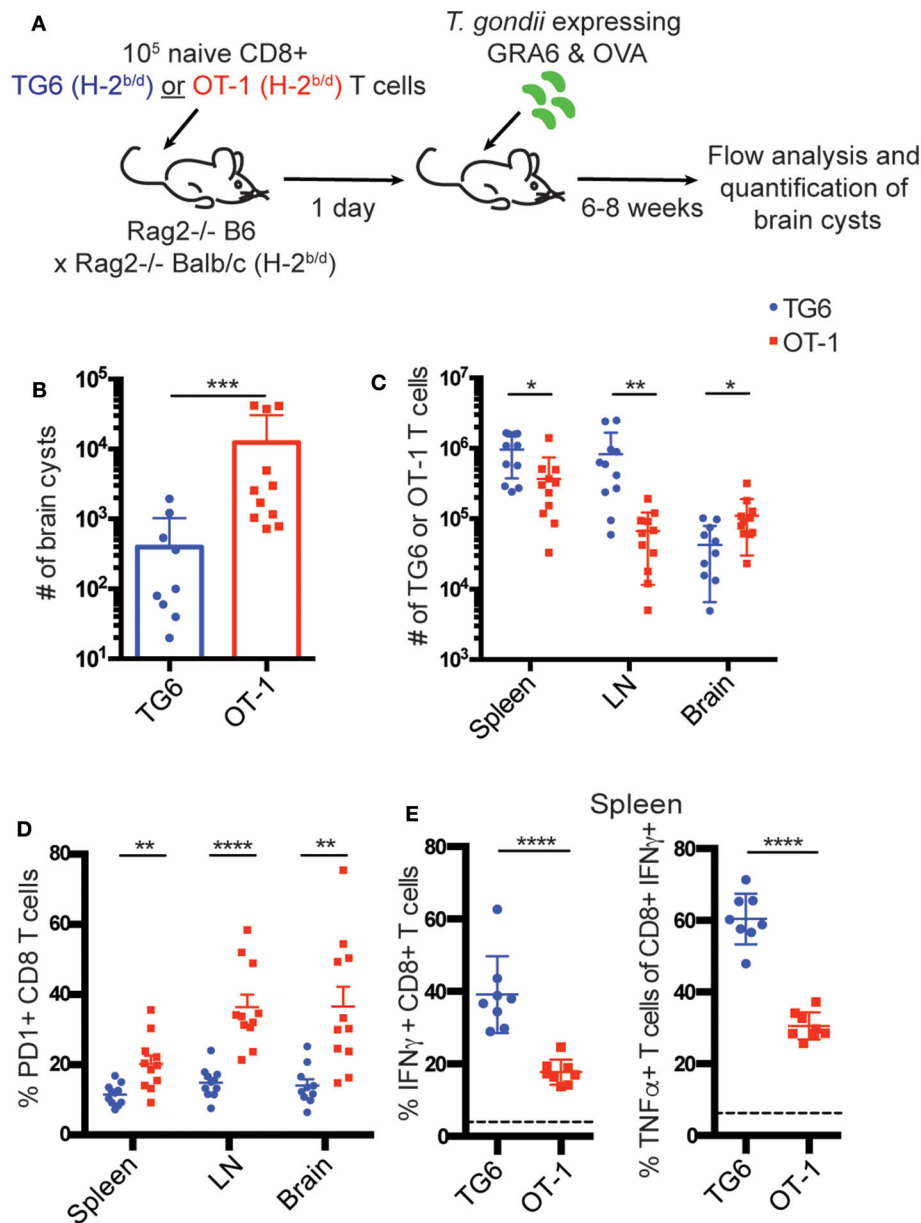 A
10⁵ naive CD8+
TG6 (H-2ᵇ/ᵈ) or OT-1 (H-2ᵇ/ᵈ) T cells
T. gondii expressing
GRA6 & OVA
1 day
6-8 weeks
Flow analysis and
quantification of
brain cysts
Rag2-/- B6
x Rag2-/- Balb/c (H-2ᵇ/ᵈ)
TG6
OT-1
B
***
# of brain cysts
10⁵
10⁴
10³
10²
10¹
TG6
OT-1
C
*
**
*
# of TG6 or OT-1 T cells
10⁷
10⁶
10⁵
10⁴
10³
Spleen
LN
Brain
D
**
****
**
% PD1+ CD8 T cells
80
60
40
20
0
Spleen
LN
Brain
E
Spleen
****
% IFNγ + CD8+ T cells
80
60
40
20
0
TG6
OT-1
****
% TNFα+ T cells of CD8+ IFNγ+
80
60
40
20
0
TG6
OT-1